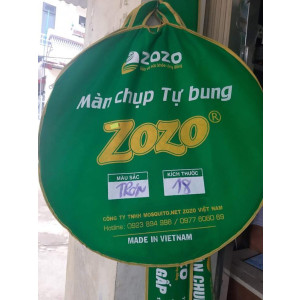 ZOZO
Màn chụp Tự bung
ZOZO®
MÀU SẮC
KÍCH THƯỚC
TRƠN
18
CÔNG TY TNHH MOSQUITO.NET ZOZO VIỆT NAM
MADE IN VIETNAM